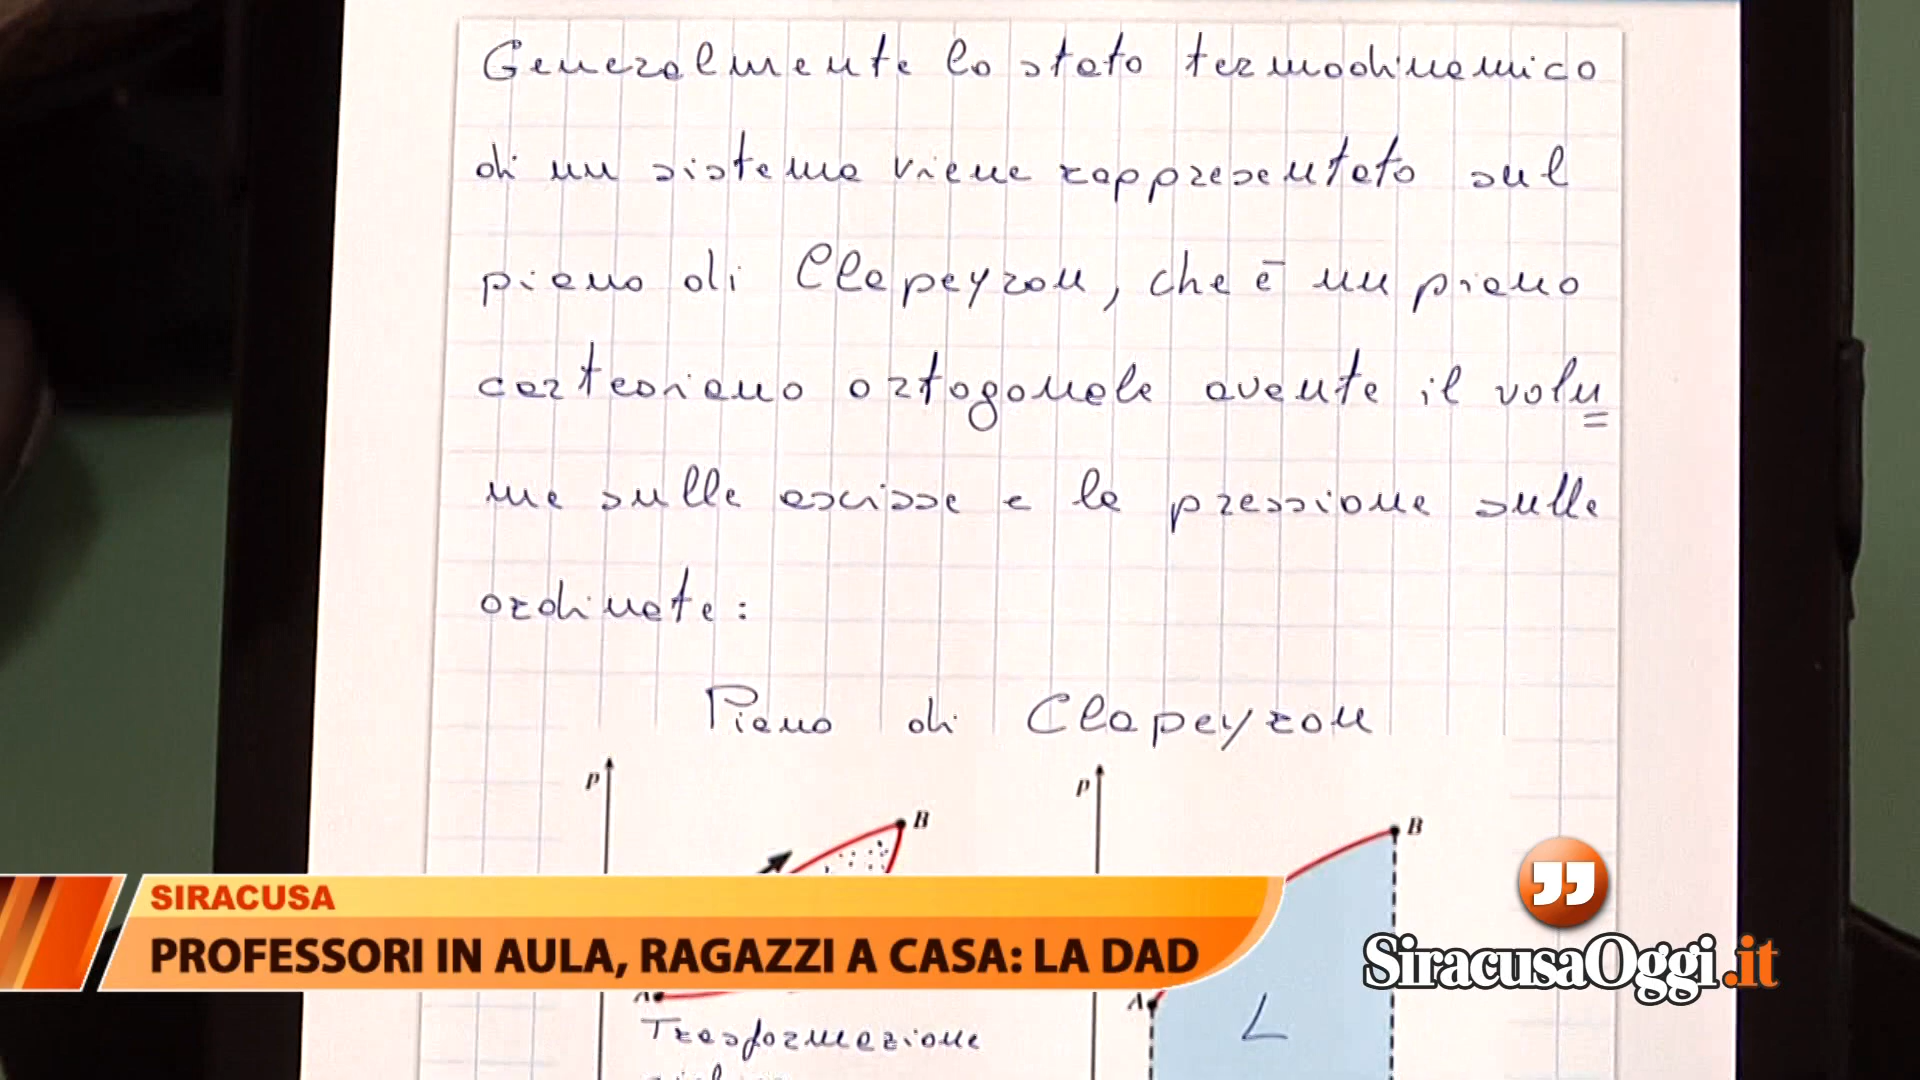 Generalmente lo stato termodinamico
di un sistema viene rappresentato sul
piano di Clapeyron, che è un piano
cartesiano ortogonale avente il volu
me sulle ascisse e la pressione sulle
ordinate:
Piano di Clapeyron
P
B
P
B
SIRACUSA
PROFESSORI IN AULA, RAGAZZI A CASA: LA DAD
SiracusaOggi.it
A
A
L
Trasformazione